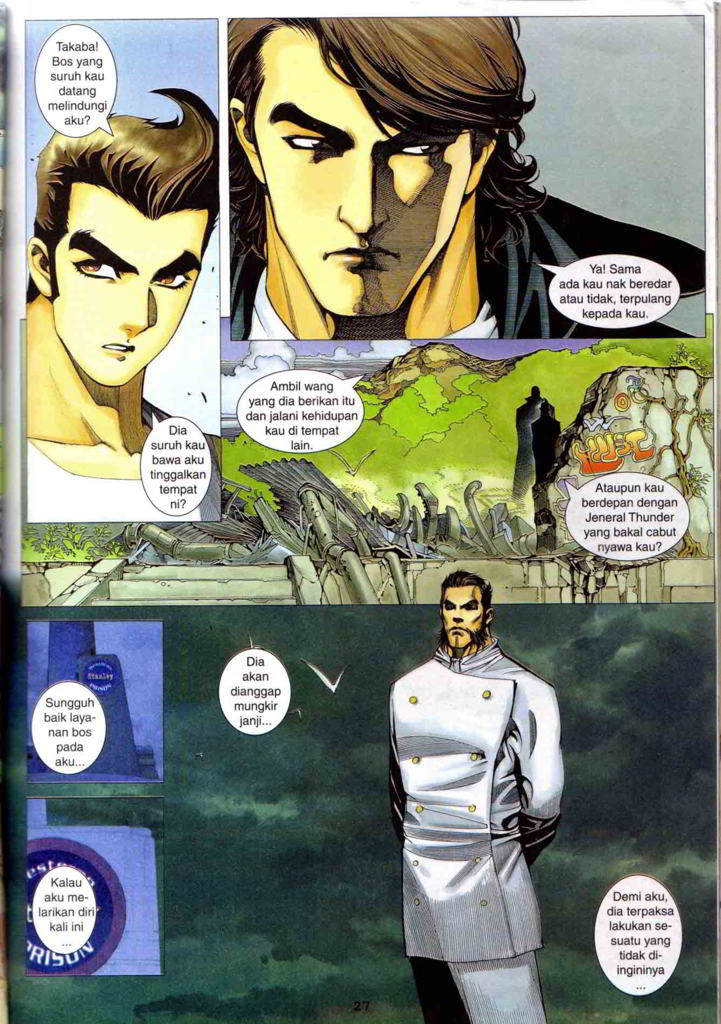 Takaba!
Bos yang
suruh kau
datang
melindungi
aku?
Ya! Sama
ada kau nak beredar
atau tidak, terpulang
kepada kau.
Dia
suruh kau
bawa aku
tinggalkan
tempat
ni?
Ambil wang
yang dia berikan itu
dan jalani kehidupan
kau di tempat
lain.
Ataupun kau
berdepan dengan
Jeneral Thunder
yang bakal cabut
nyawa kau?
Stanley
PRISON
Sungguh
baik laya-
nan bos
pada
aku...
Dia
akan
dianggap
mungkir
janji...
Kalau
aku me-
larikan diri
kali ini
...
PRISON
Demi aku,
dia terpaksa
lakukan se-
suatu yang
tidak di-
ingininya
...
27